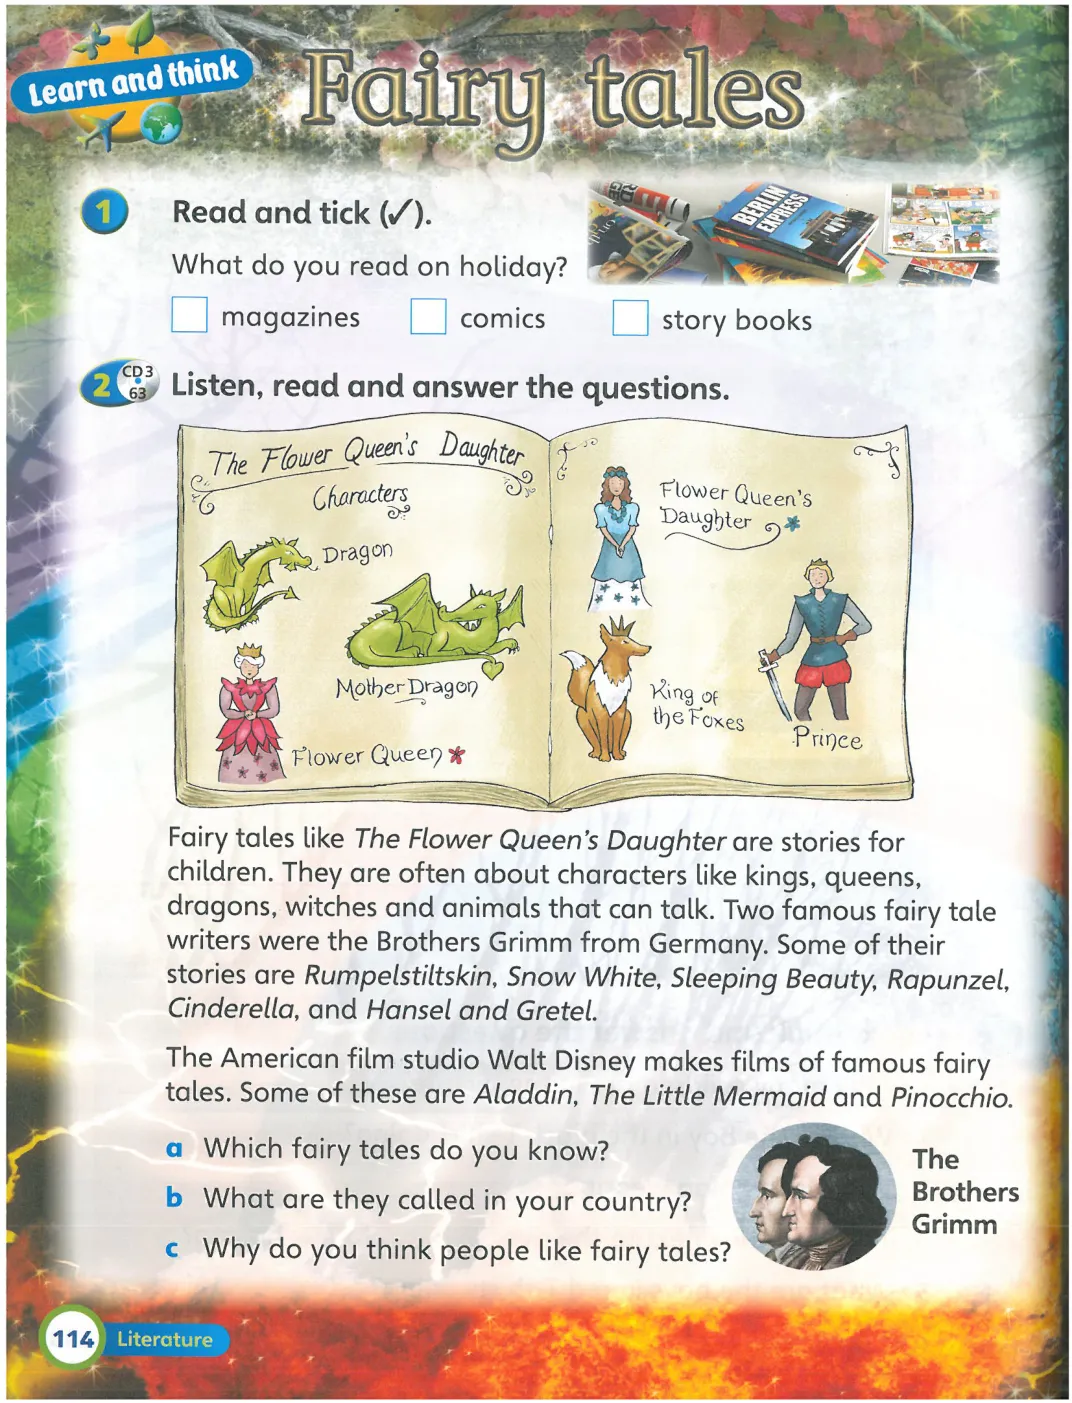 Learn and think
Fairy tales
1 Read and tick (✓).
What do you read on holiday?
BERLIN
EXPRESS
magazines
comics
story books
2 CD3
63
Listen, read and answer the questions.
The Flower Queen's Daughter
Characters
Dragon
Mother Dragon
Flower Queen
Flower Queen's
Daughter
King of
the Foxes
Prince
Fairy tales like The Flower Queen's Daughter are stories for
children. They are often about characters like kings, queens,
dragons, witches and animals that can talk. Two famous fairy tale
writers were the Brothers Grimm from Germany. Some of their
stories are Rumpelstiltskin, Snow White, Sleeping Beauty, Rapunzel,
Cinderella, and Hansel and Gretel.
The American film studio Walt Disney makes films of famous fairy
tales. Some of these are Aladdin, The Little Mermaid and Pinocchio.
a Which fairy tales do you know?
b What are they called in your country?
c Why do you think people like fairy tales?
The
Brothers
Grimm
114 Literature